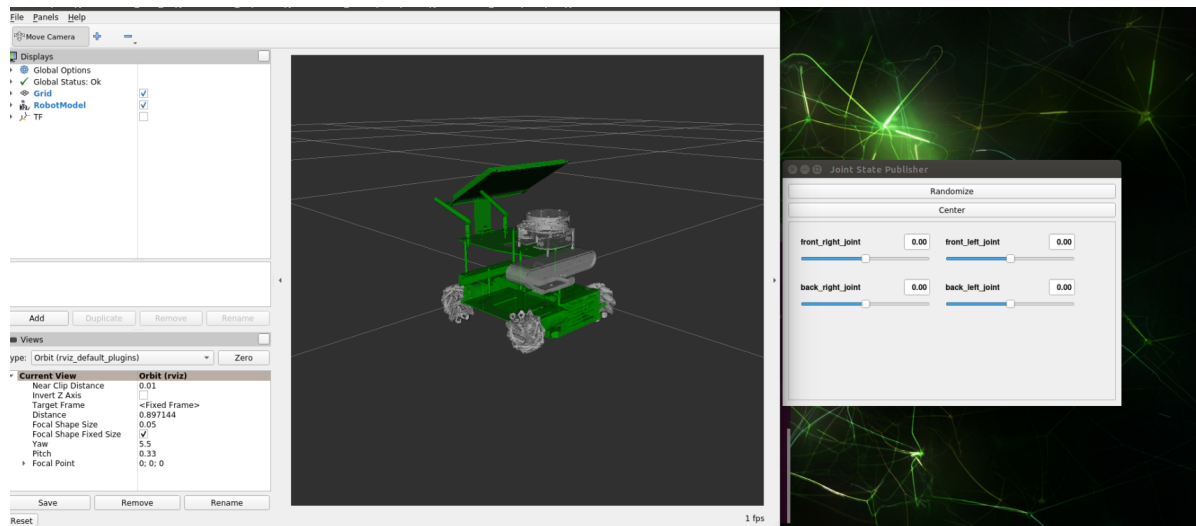 File Panels Help
Move Camera
Displays
Global Options
Global Status: Ok
Grid
RobotModel
TF
Add Duplicate Remove Rename
Views
ype: Orbit (rviz_default_plugins) Zero
Current View Orbit (rviz)
Near Clip Distance 0.01
Invert Z Axis
Target Frame <Fixed Frame>
Distance 0.897144
Focal Shape Size 0.05
Focal Shape Fixed Size
Yaw 5.5
Pitch 0.33
Focal Point 0; 0; 0
Save Remove Rename
Reset
1 fps
Joint State Publisher
Randomize
Center
front_right_joint 0.00 front_left_joint 0.00
back_right_joint 0.00 back_left_joint 0.00